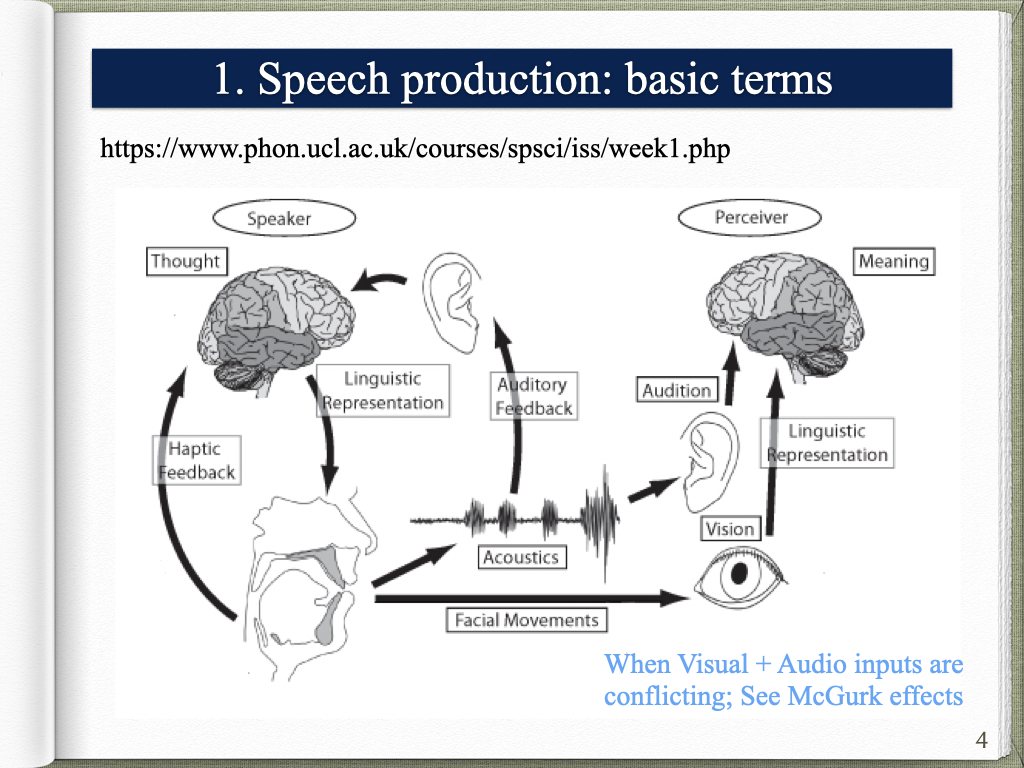 1. Speech production: basic terms
https://www.phon.ucl.ac.uk/courses/spsci/iss/week1.php
Speaker
Perceiver
Thought
Meaning
Linguistic
Representation
Auditory
Feedback
Audition
Haptic
Feedback
Linguistic
Representation
Vision
Acoustics
Facial Movements
When Visual + Audio inputs are
conflicting; See McGurk effects
4